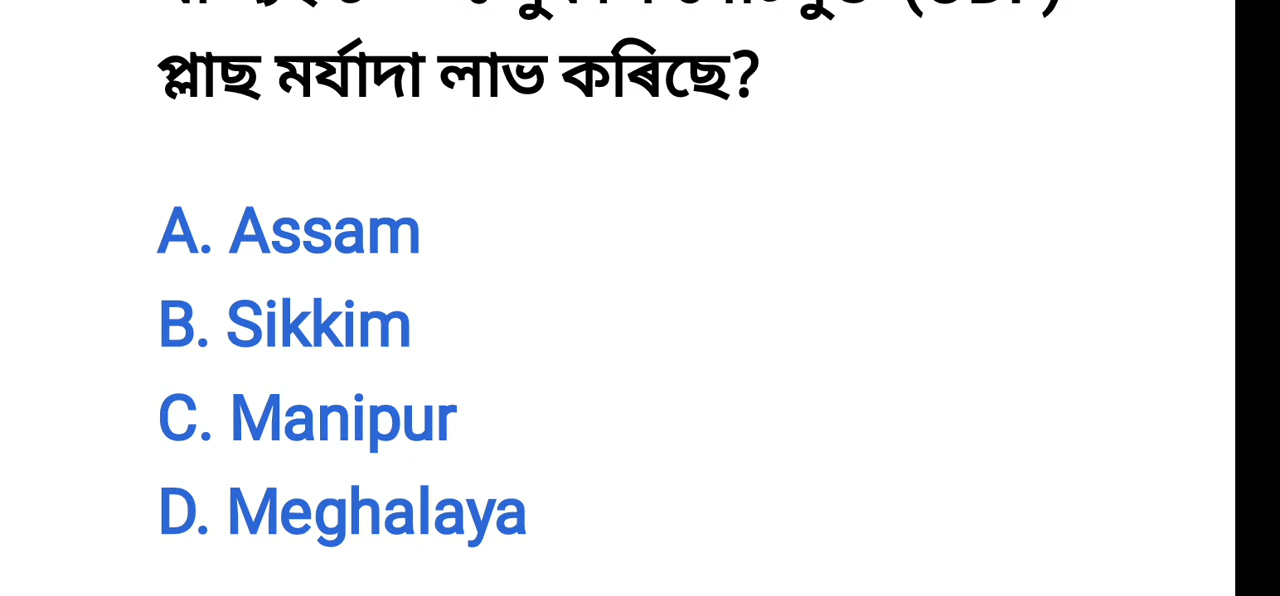 প্লাছ মৰ্যাদা লাভ কৰিছে?
A. Assam
B. Sikkim
C. Manipur
D. Meghalaya